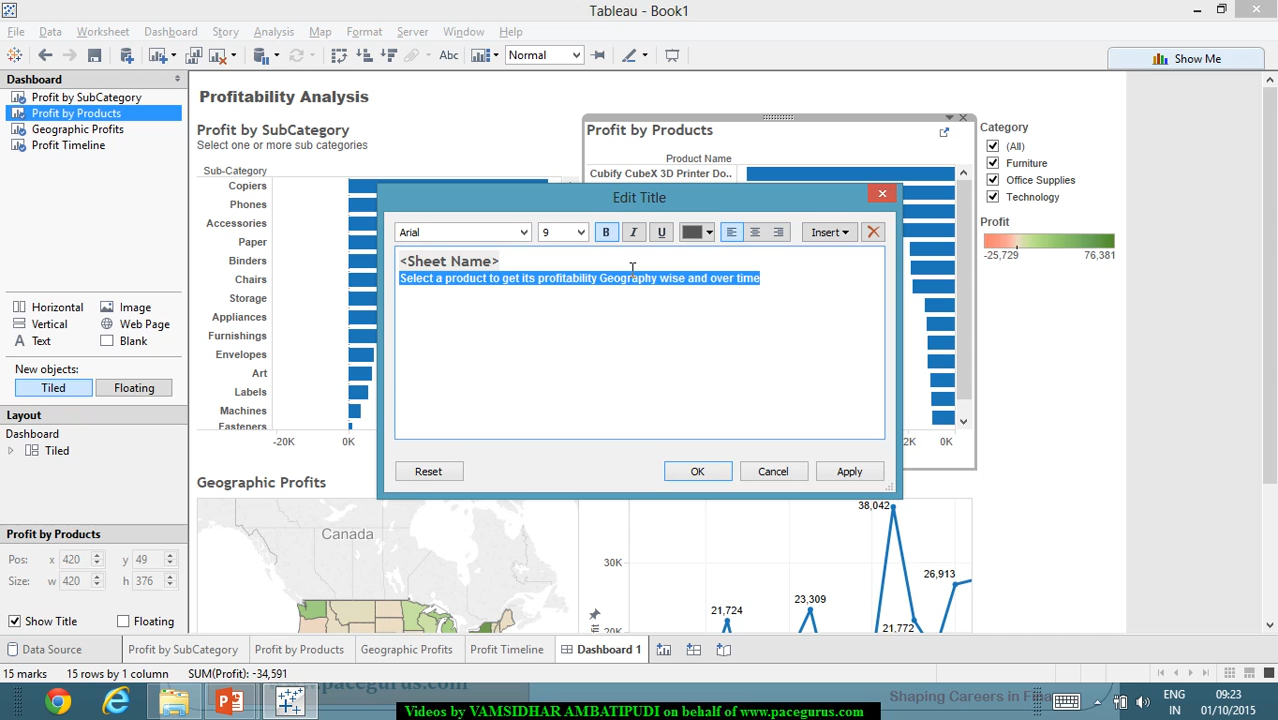 Tableau - Book1
File Data Worksheet Dashboard Story Analysis Map Format Server Window Help
Abc Normal Show Me
Dashboard
Profit by SubCategory
Profit by Products
Geographic Profits
Profit Timeline
Horizontal Image
Vertical Web Page
Text Blank
New objects:
Tiled Floating
Layout
Dashboard
Tiled
Profit by Products
Pos: x 420 y 49
Size: w 420 h 376
Show Title Floating
Profitability Analysis
Profit by SubCategory
Select one or more sub categories
Sub-Category
Copiers
Phones
Accessories
Paper
Binders
Chairs
Storage
Appliances
Furnishings
Envelopes
Art
Labels
Machines
Fasteners
-20K 0K
Profit by Products
Product Name
Cubify CubeX 3D Printer Do..
2K 0K
Category
(All)
Furniture
Office Supplies
Technology
Profit
-25,729 76,381
Edit Title
Arial 9 B I U Insert
<Sheet Name>
Select a product to get its profitability Geography wise and over time
Reset OK Cancel Apply
Geographic Profits
Canada
30K
20K
38,042
26,913
23,309
21,724
21,772
Data Source Profit by SubCategory Profit by Products Geographic Profits Profit Timeline Dashboard 1
15 marks 15 rows by 1 column SUM(Profit): -34,591
www.pacegurus.com
Shaping Careers in
ENG 09:23
IN 01/10/2015
Videos by VAMSIDHAR AMBATIPUDI on behalf of www.pacegurus.com